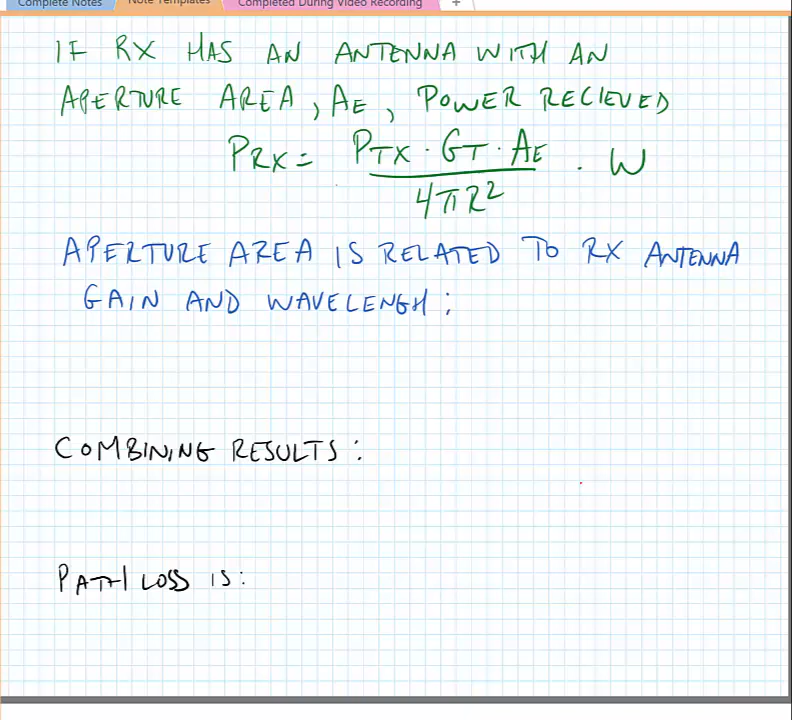 Complete Notes Note Templates Completed During Video Recording +
IF RX HAS AN ANTENNA WITH AN
APERTURE AREA, AE, POWER RECIEVED
PRX = PTX · GT · AE / 4πR² · W
APERTURE AREA IS RELATED TO RX ANTENNA
GAIN AND WAVELENGH:
COMBINING RESULTS:
PATH LOSS IS: